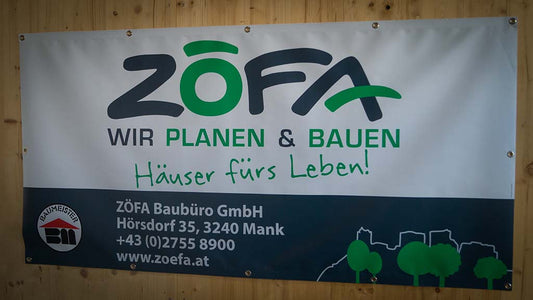 ZŌFA
WIR PLANEN & BAUEN
Häuser fürs Leben!
BAUMEISTER
ZÖFA Baubüro GmbH
Hörsdorf 35, 3240 Mank
+43 (0)2755 8900
www.zoefa.at